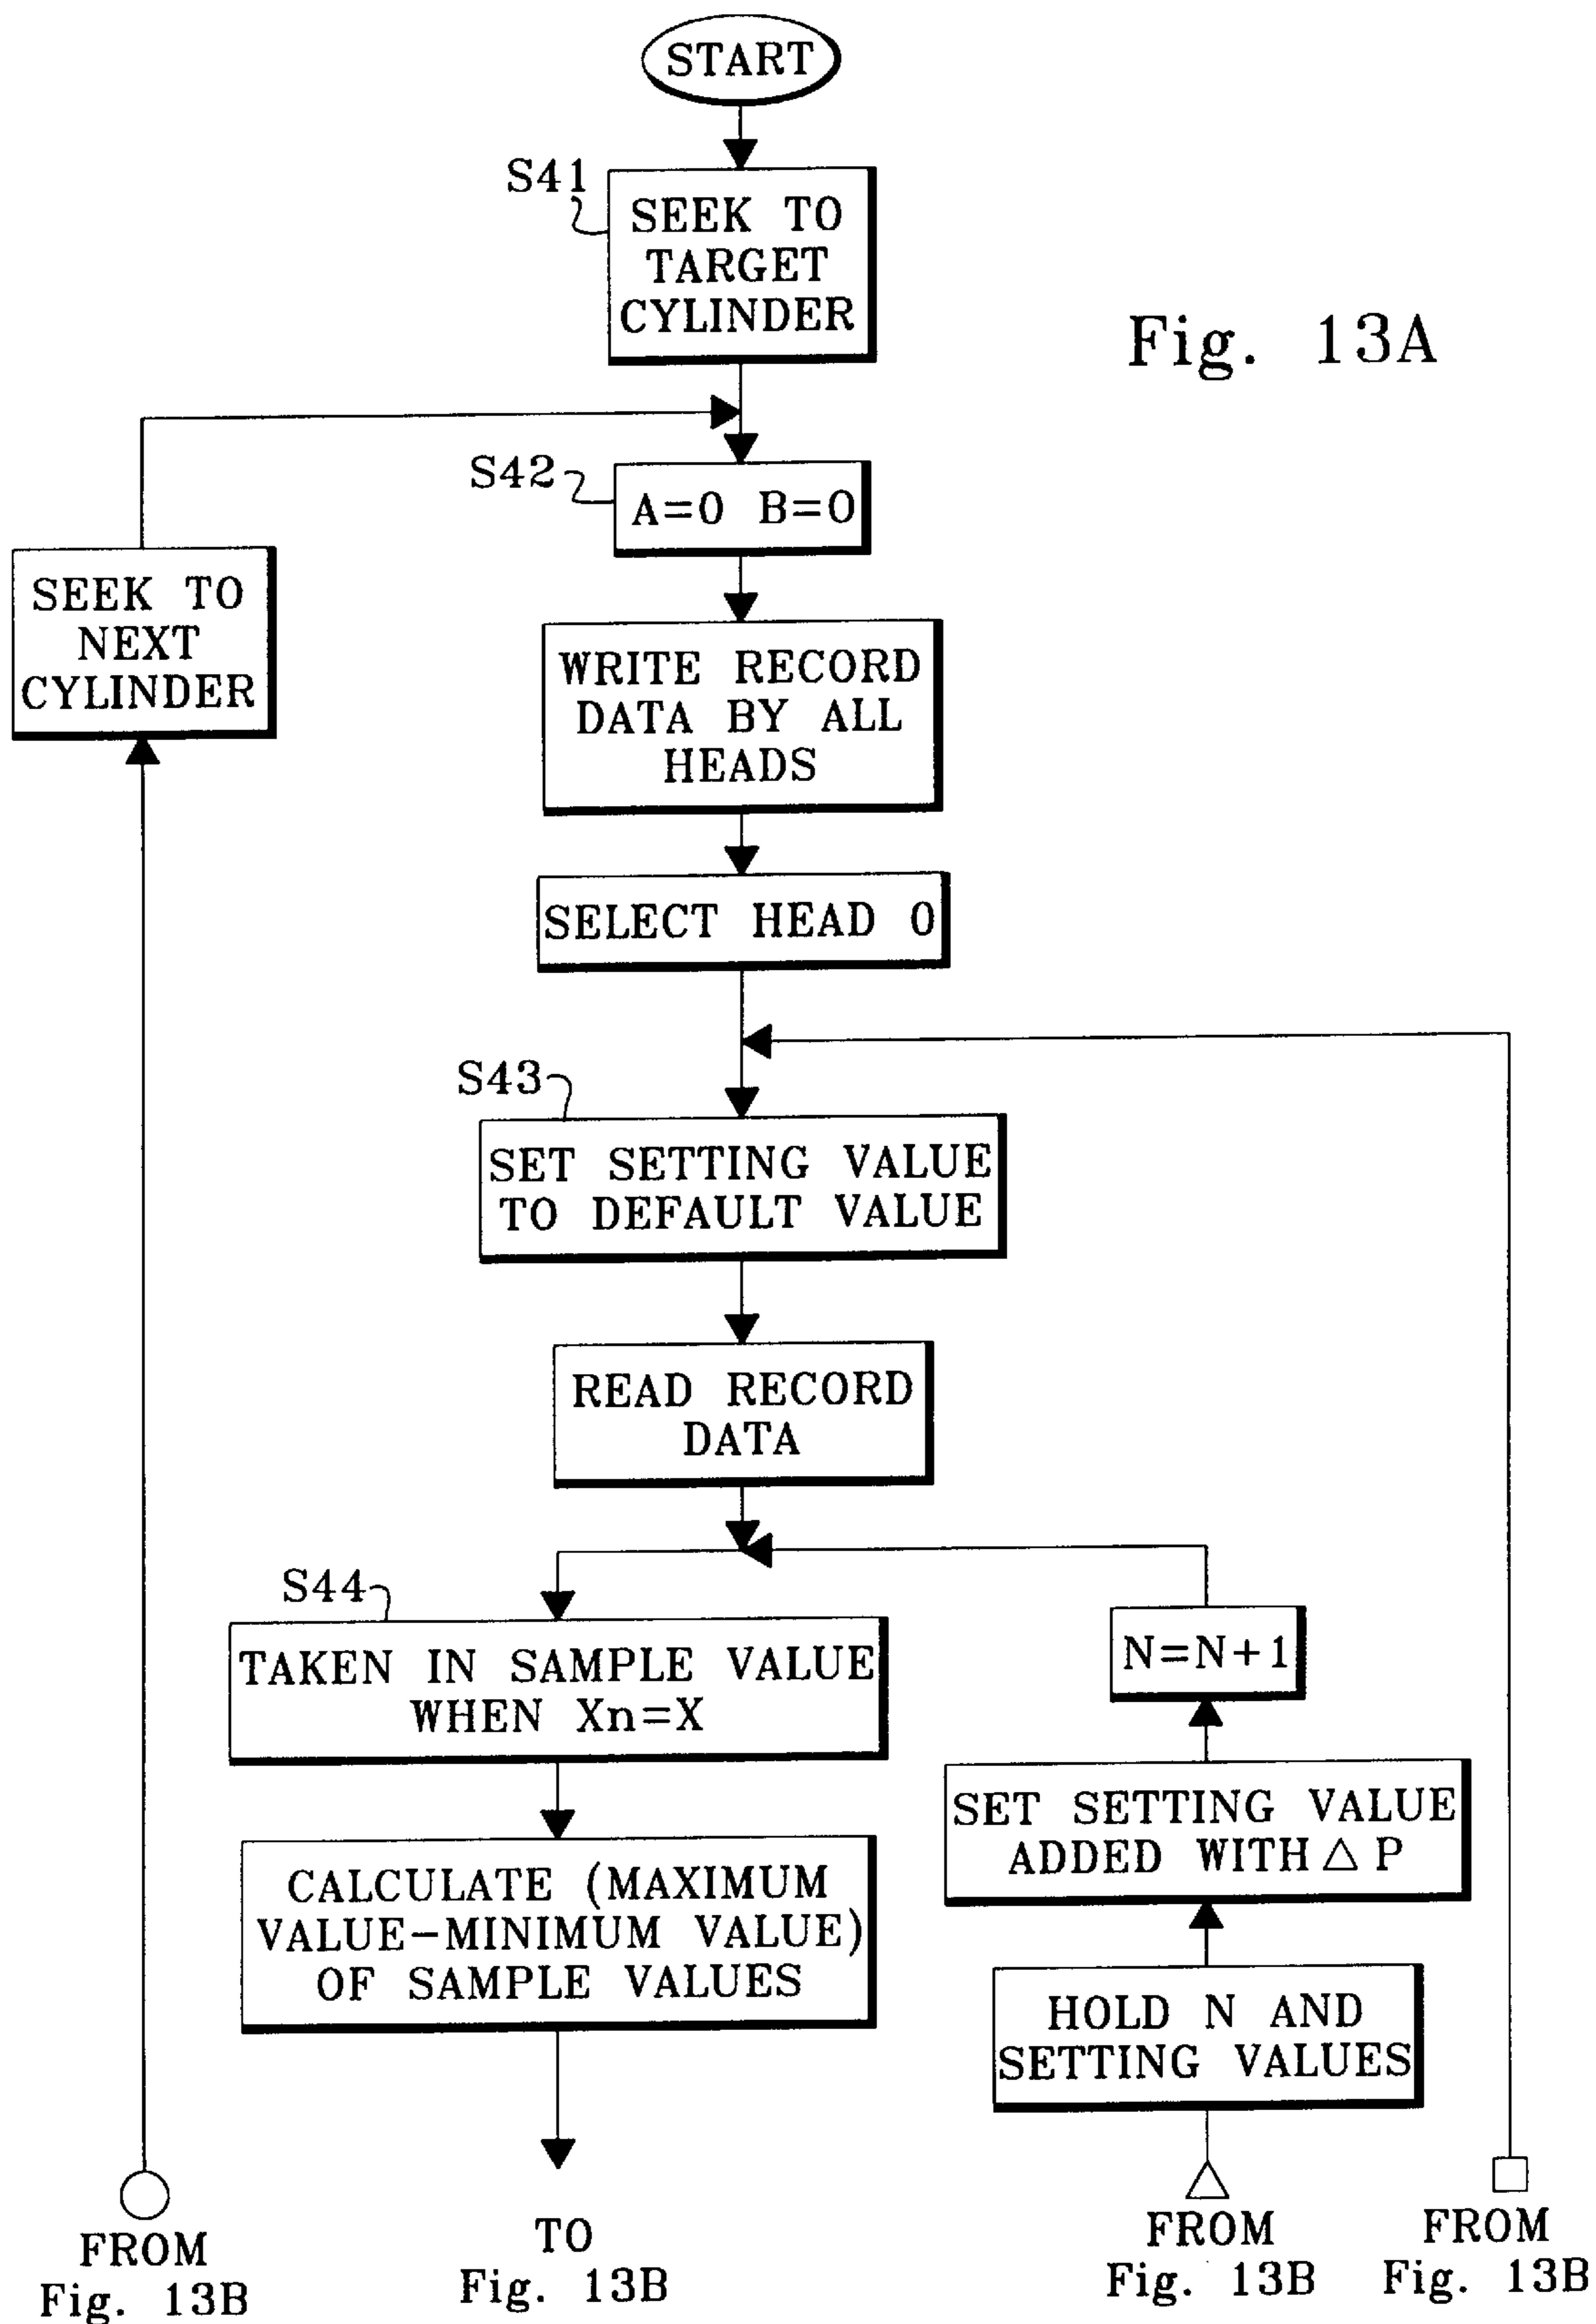 START
S41
SEEK TO
TARGET
CYLINDER
Fig. 13A
S42
A=0 B=0
SEEK TO
NEXT
CYLINDER
WRITE RECORD
DATA BY ALL
HEADS
SELECT HEAD 0
S43
SET SETTING VALUE
TO DEFAULT VALUE
READ RECORD
DATA
S44
TAKEN IN SAMPLE VALUE
WHEN Xn=X
N=N+1
SET SETTING VALUE
ADDED WITH △ P
CALCULATE (MAXIMUM
VALUE-MINIMUM VALUE)
OF SAMPLE VALUES
HOLD N AND
SETTING VALUES
FROM
Fig. 13B
TO
Fig. 13B
FROM
Fig. 13B
FROM
Fig. 13B